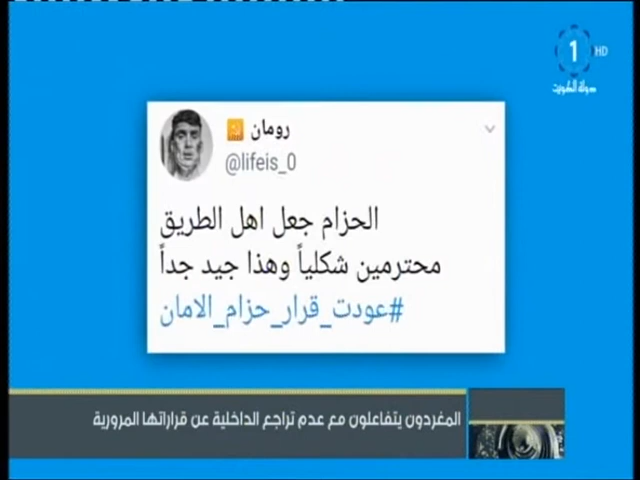 1 HD
دولة الكويت
رومان
@lifeis_0
الحزام جعل اهل الطريق
محترمين شكلياً وهذا جيد جداً
#عودت_قرار_حزام_الامان
المغردون يتفاعلون مع عدم تراجع الداخلية عن قراراتها المرورية